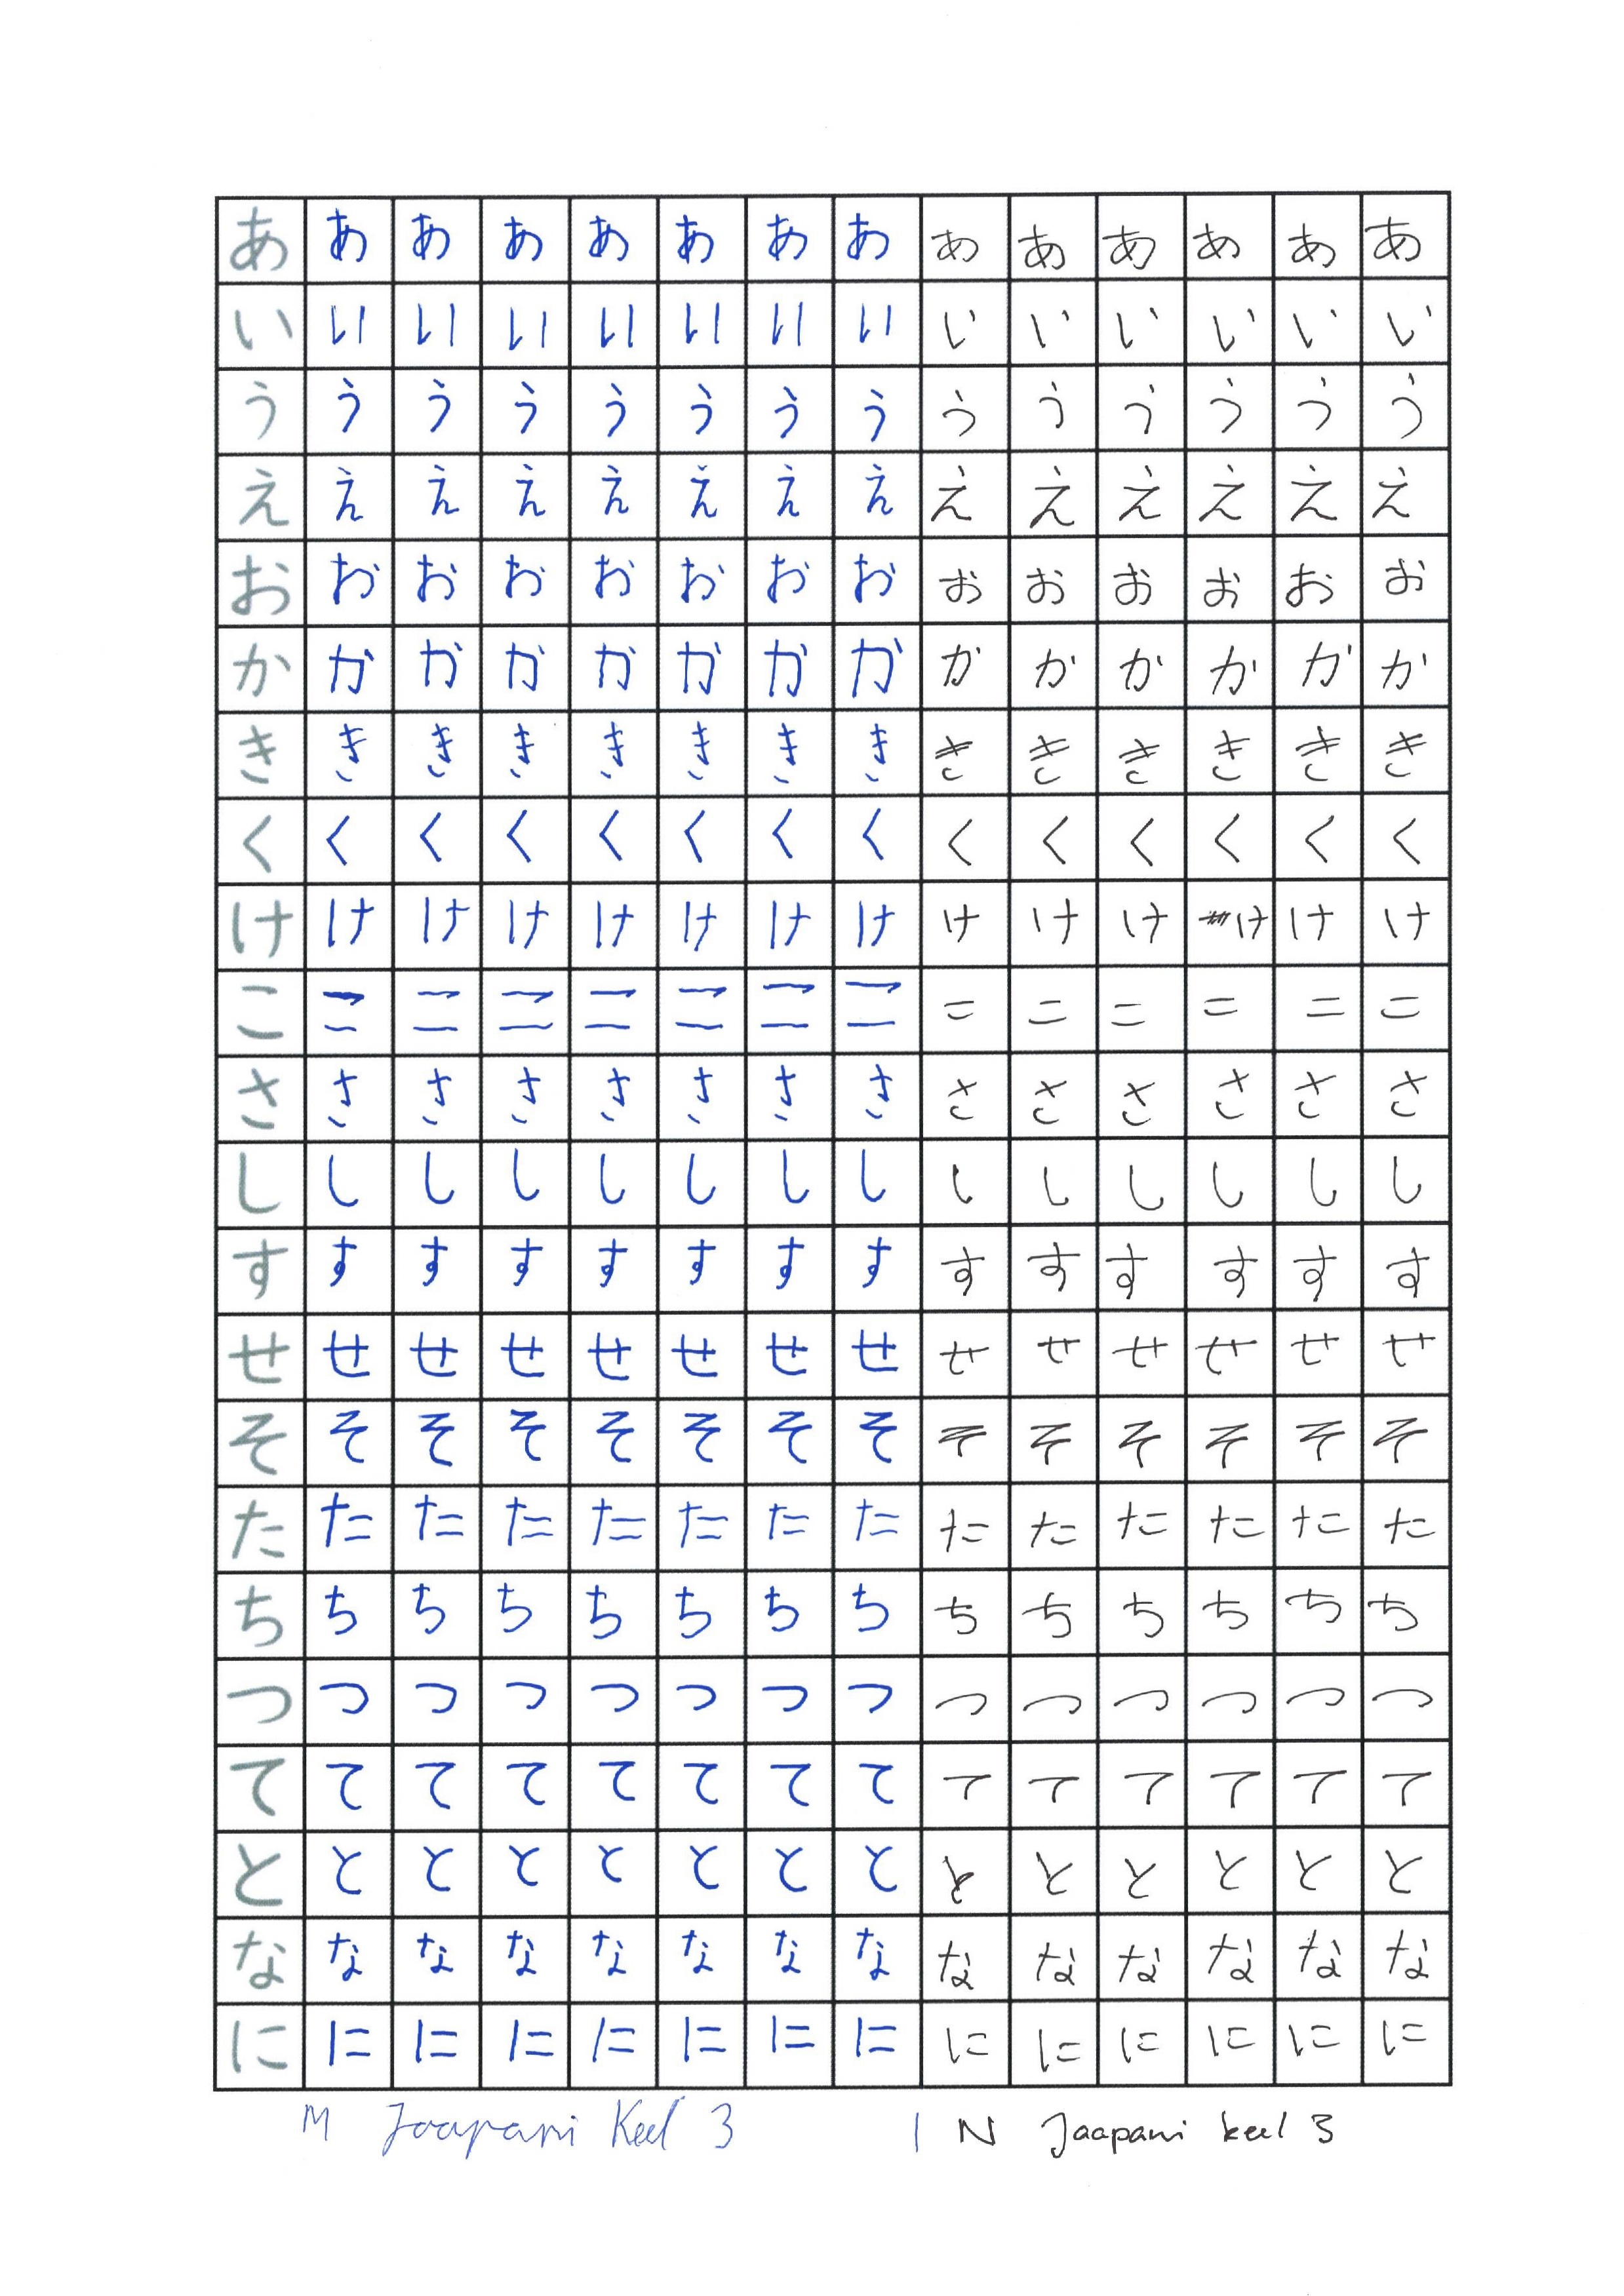 あ あ あ あ あ あ あ あ あ あ あ あ あ あ
い い い い い い い い い い い い い い
う う う う う う う う う う う う う う
え え え え え え え え え え え え え え
お お お お お お お お お お お お お お
か か か か か か か か か か か か か か
き き き き き き き き き き き き き き
く く く く く く く く く く く く く く
け け け け け け け け け け け け け け
こ こ こ こ こ こ こ こ こ こ こ こ こ こ
さ さ さ さ さ さ さ さ さ さ さ さ さ さ
し し し し し し し し し し し し し し
す す す す す す す す す す す す す す
せ せ せ せ せ せ せ せ せ せ せ せ せ せ
そ そ そ そ そ そ そ そ そ そ そ そ そ そ
た た た た た た た た た た た た た た
ち ち ち ち ち ち ち ち ち ち ち ち ち ち
つ つ つ つ つ つ つ つ つ つ つ つ つ つ
て て て て て て て て て て て て て て
と と と と と と と と と と と と と と
な な な な な な な な な な な な な な
に に に に に に に に に に に に に に
M Jaapani Keel 3 | N Jaapani keel 3